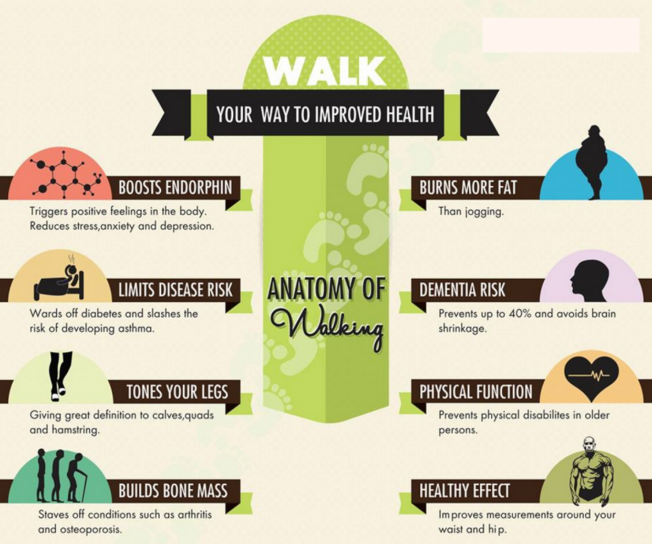 WALK
YOUR WAY TO IMPROVED HEALTH
BOOSTS ENDORPHIN
Triggers positive feelings in the body.
Reduces stress,anxiety and depression.
LIMITS DISEASE RISK
Wards off diabetes and slashes the
risk of developing asthma.
TONES YOUR LEGS
Giving great definition to calves,quads
and hamstring.
BUILDS BONE MASS
Staves off conditions such as arthritis
and osteoporosis.
ANATOMY OF
Walking
BURNS MORE FAT
Than jogging.
DEMENTIA RISK
Prevents up to 40% and avoids brain
shrinkage.
PHYSICAL FUNCTION
Prevents physical disabilites in older
persons.
HEALTHY EFFECT
Improves measurements around your
waist and hip.